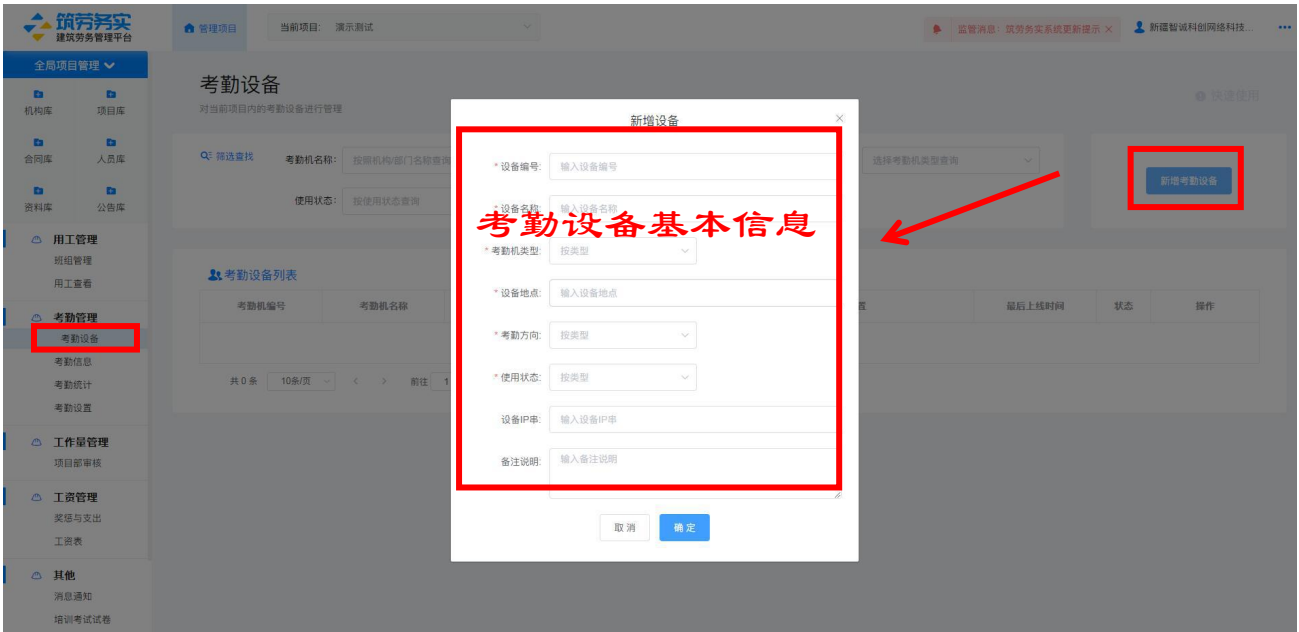 筑劳务实
建筑劳务管理平台
管理项目
当前项目: 演示测试
监管消息: 筑劳务实系统更新提示 ×
新疆智诚科创网络科技...
全局项目管理
机构库 项目库
合同库 人员库
资料库 公告库
用工管理
班组管理
用工查看
考勤管理
考勤设备
考勤信息
考勤统计
考勤设置
工作量管理
项目部审核
工资管理
奖惩与支出
工资表
其他
消息通知
培训考试试卷
考勤设备
对当前项目内的考勤设备进行管理
快速使用
筛选查找
考勤机名称: 按照机构/部门名称查询
选择考勤机类型查询
使用状态: 按使用状态查询
新增考勤设备
考勤设备列表
考勤机编号 考勤机名称 最后上线时间 状态 操作
共 0 条 10条/页 < > 前往 1
新增设备 ×
* 设备编号: 输入设备编号
* 设备名称: 输入设备名称
考勤设备基本信息
* 考勤机类型: 按类型
* 设备地点: 输入设备地点
* 考勤方向: 按类型
* 使用状态: 按类型
设备IP串: 输入设备IP串
备注说明: 输入备注说明
取 消 确 定